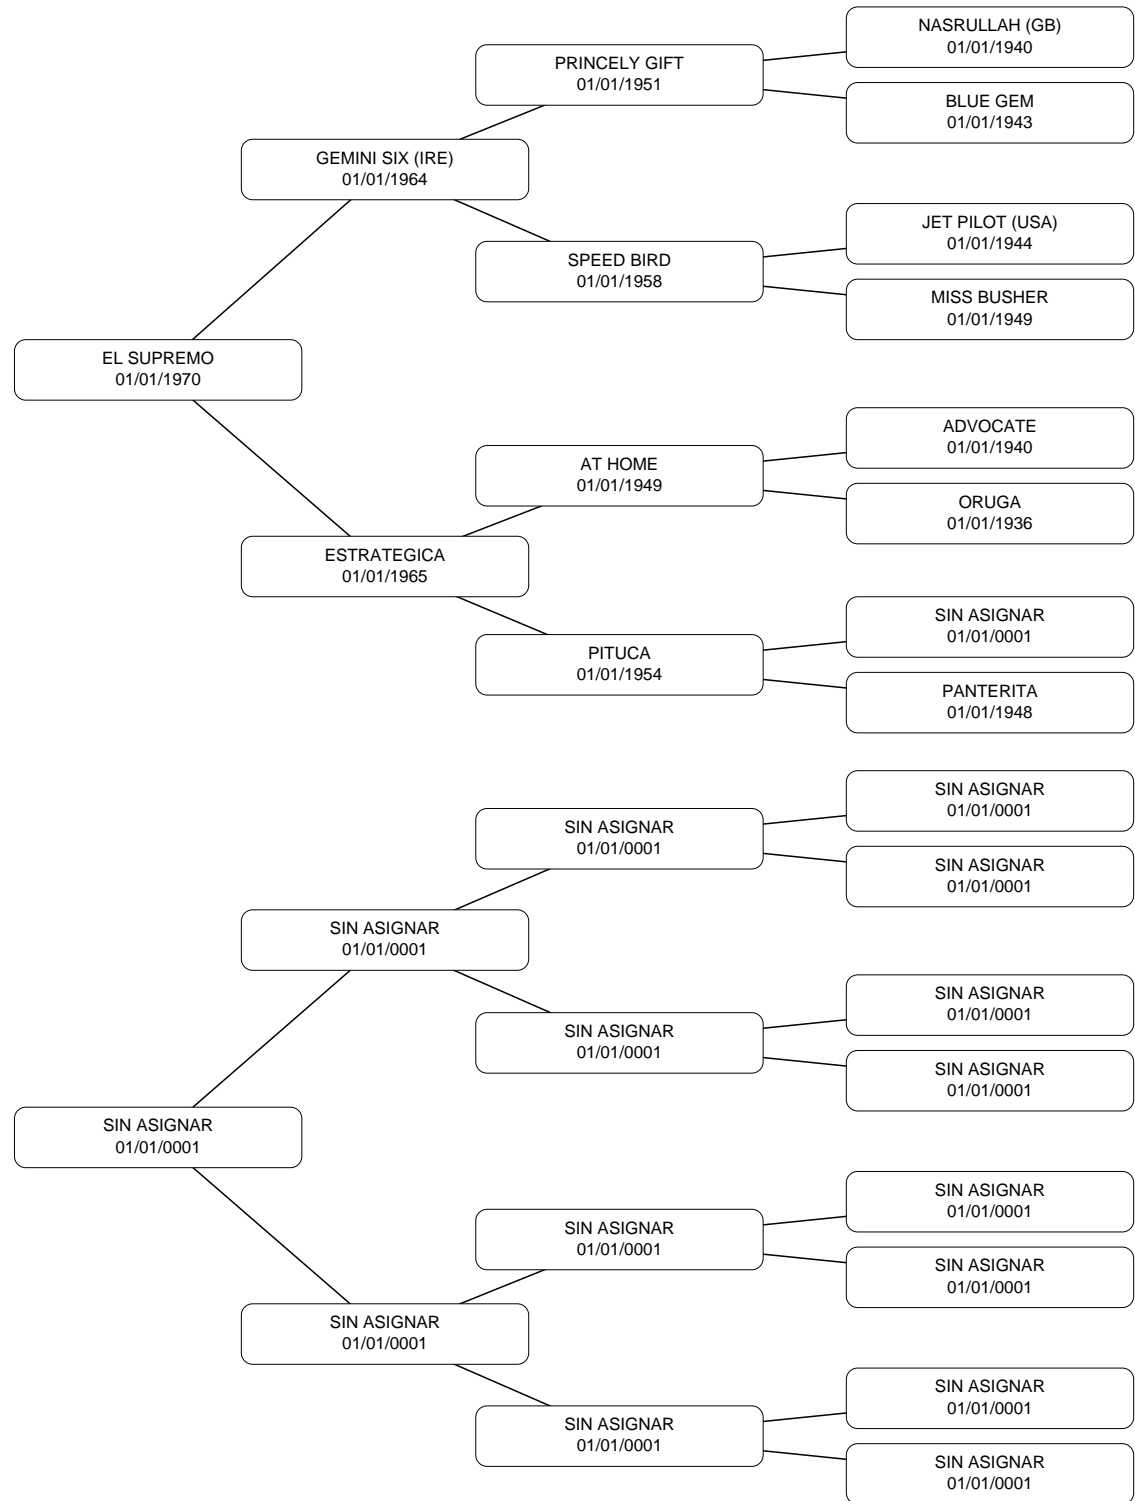 NASRULLAH (GB)
01/01/1940
PRINCELY GIFT
01/01/1951
BLUE GEM
01/01/1943
GEMINI SIX (IRE)
01/01/1964
JET PILOT (USA)
01/01/1944
SPEED BIRD
01/01/1958
MISS BUSHER
01/01/1949
EL SUPREMO
01/01/1970
ADVOCATE
01/01/1940
AT HOME
01/01/1949
ORUGA
01/01/1936
ESTRATEGICA
01/01/1965
SIN ASIGNAR
01/01/0001
PITUCA
01/01/1954
PANTERITA
01/01/1948
SIN ASIGNAR
01/01/0001
SIN ASIGNAR
01/01/0001
SIN ASIGNAR
01/01/0001
SIN ASIGNAR
01/01/0001
SIN ASIGNAR
01/01/0001
SIN ASIGNAR
01/01/0001
SIN ASIGNAR
01/01/0001
SIN ASIGNAR
01/01/0001
SIN ASIGNAR
01/01/0001
SIN ASIGNAR
01/01/0001
SIN ASIGNAR
01/01/0001
SIN ASIGNAR
01/01/0001
SIN ASIGNAR
01/01/0001
SIN ASIGNAR
01/01/0001
SIN ASIGNAR
01/01/0001